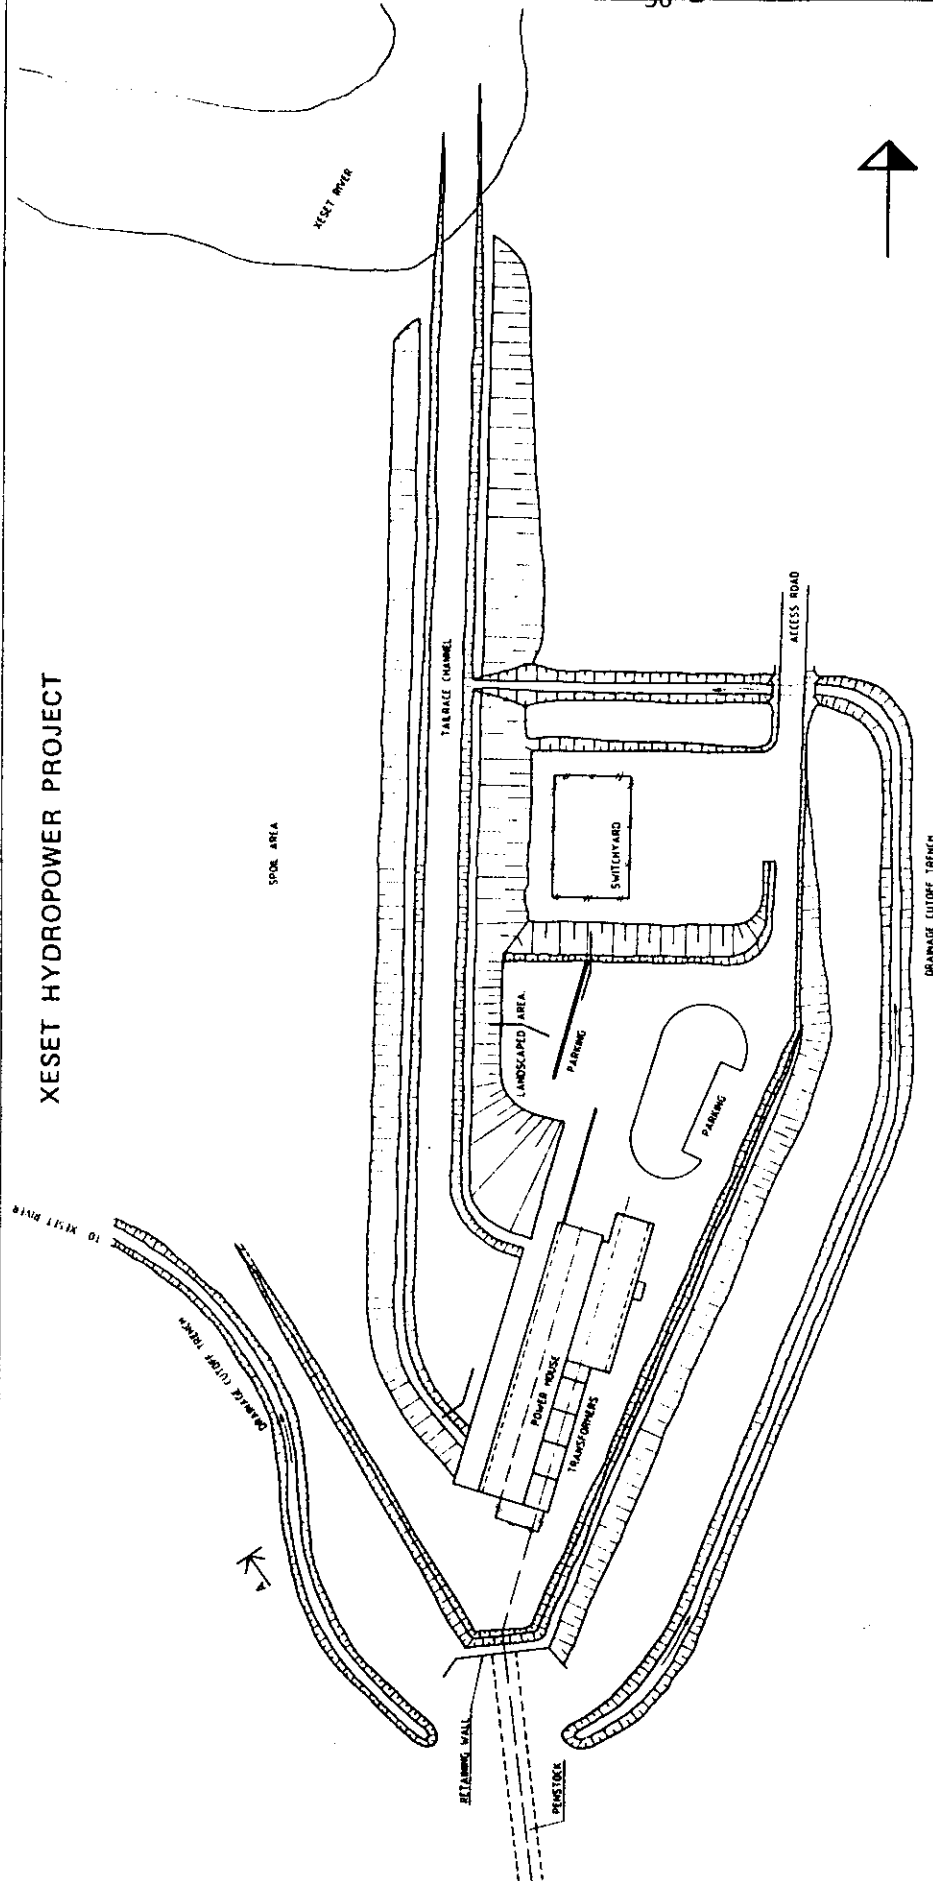 XESET HYDROPOWER PROJECT
XESET RIVER
SPOIL AREA
TAILRACE CHANNEL
ACCESS ROAD
SWITCHYARD
DRAINAGE CUTOFF TRENCH
LANDSCAPED AREA
PARKING
PARKING
TO XESET RIVER
DRAINAGE CUTOFF TRENCH
POWER HOUSE
TRANSFORMERS
A
RETAINING WALL
PENSTOCK